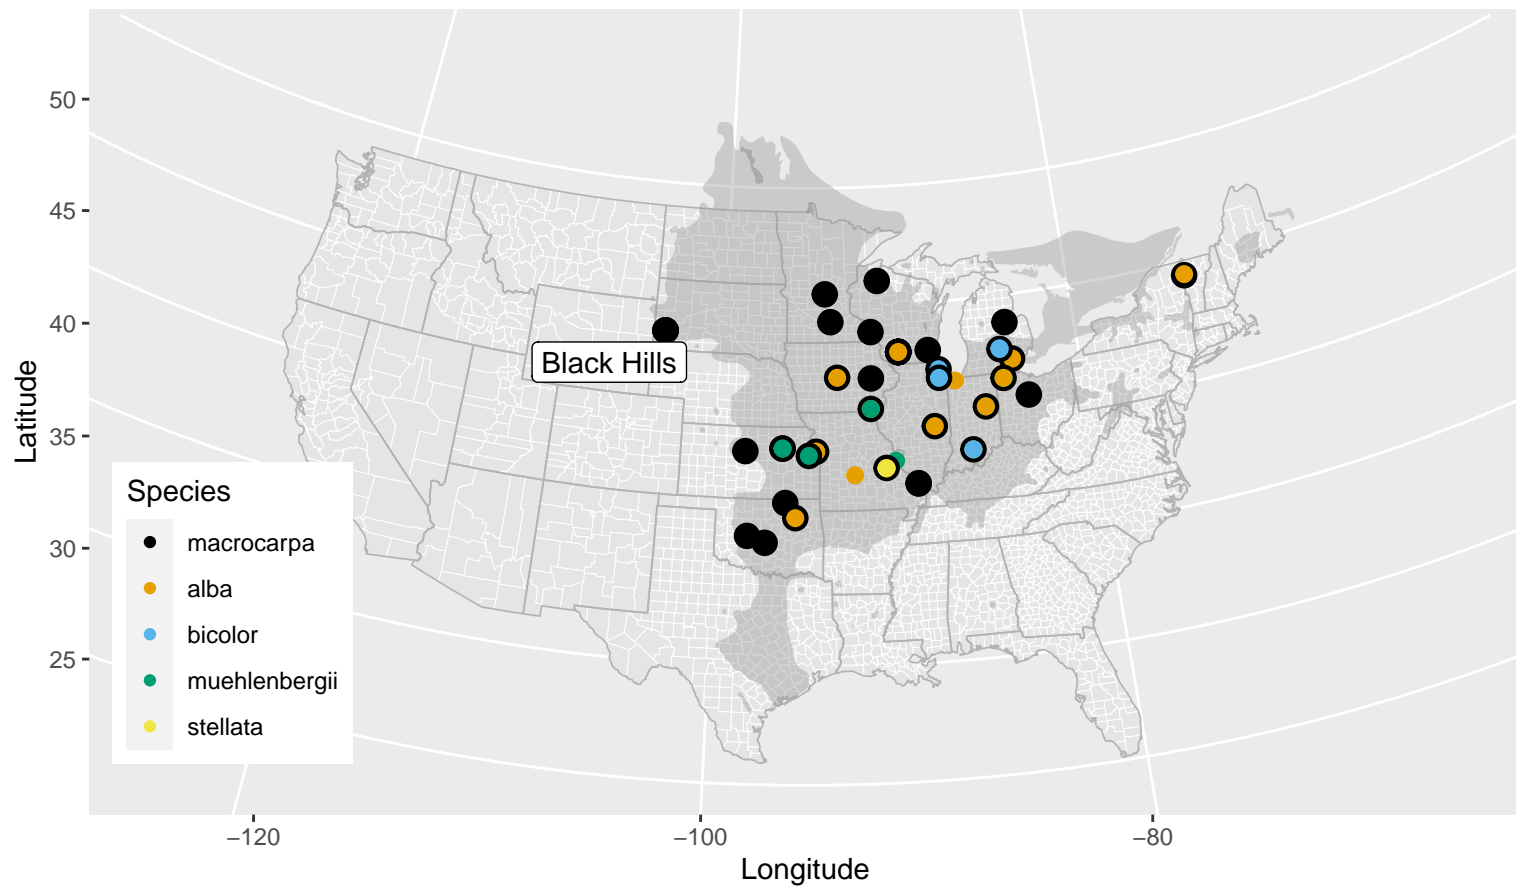 50
45
40
35
30
25
Latitude
Black Hills
Species
macrocarpa
alba
bicolor
muehlenbergii
stellata
−120
−100
−80
Longitude